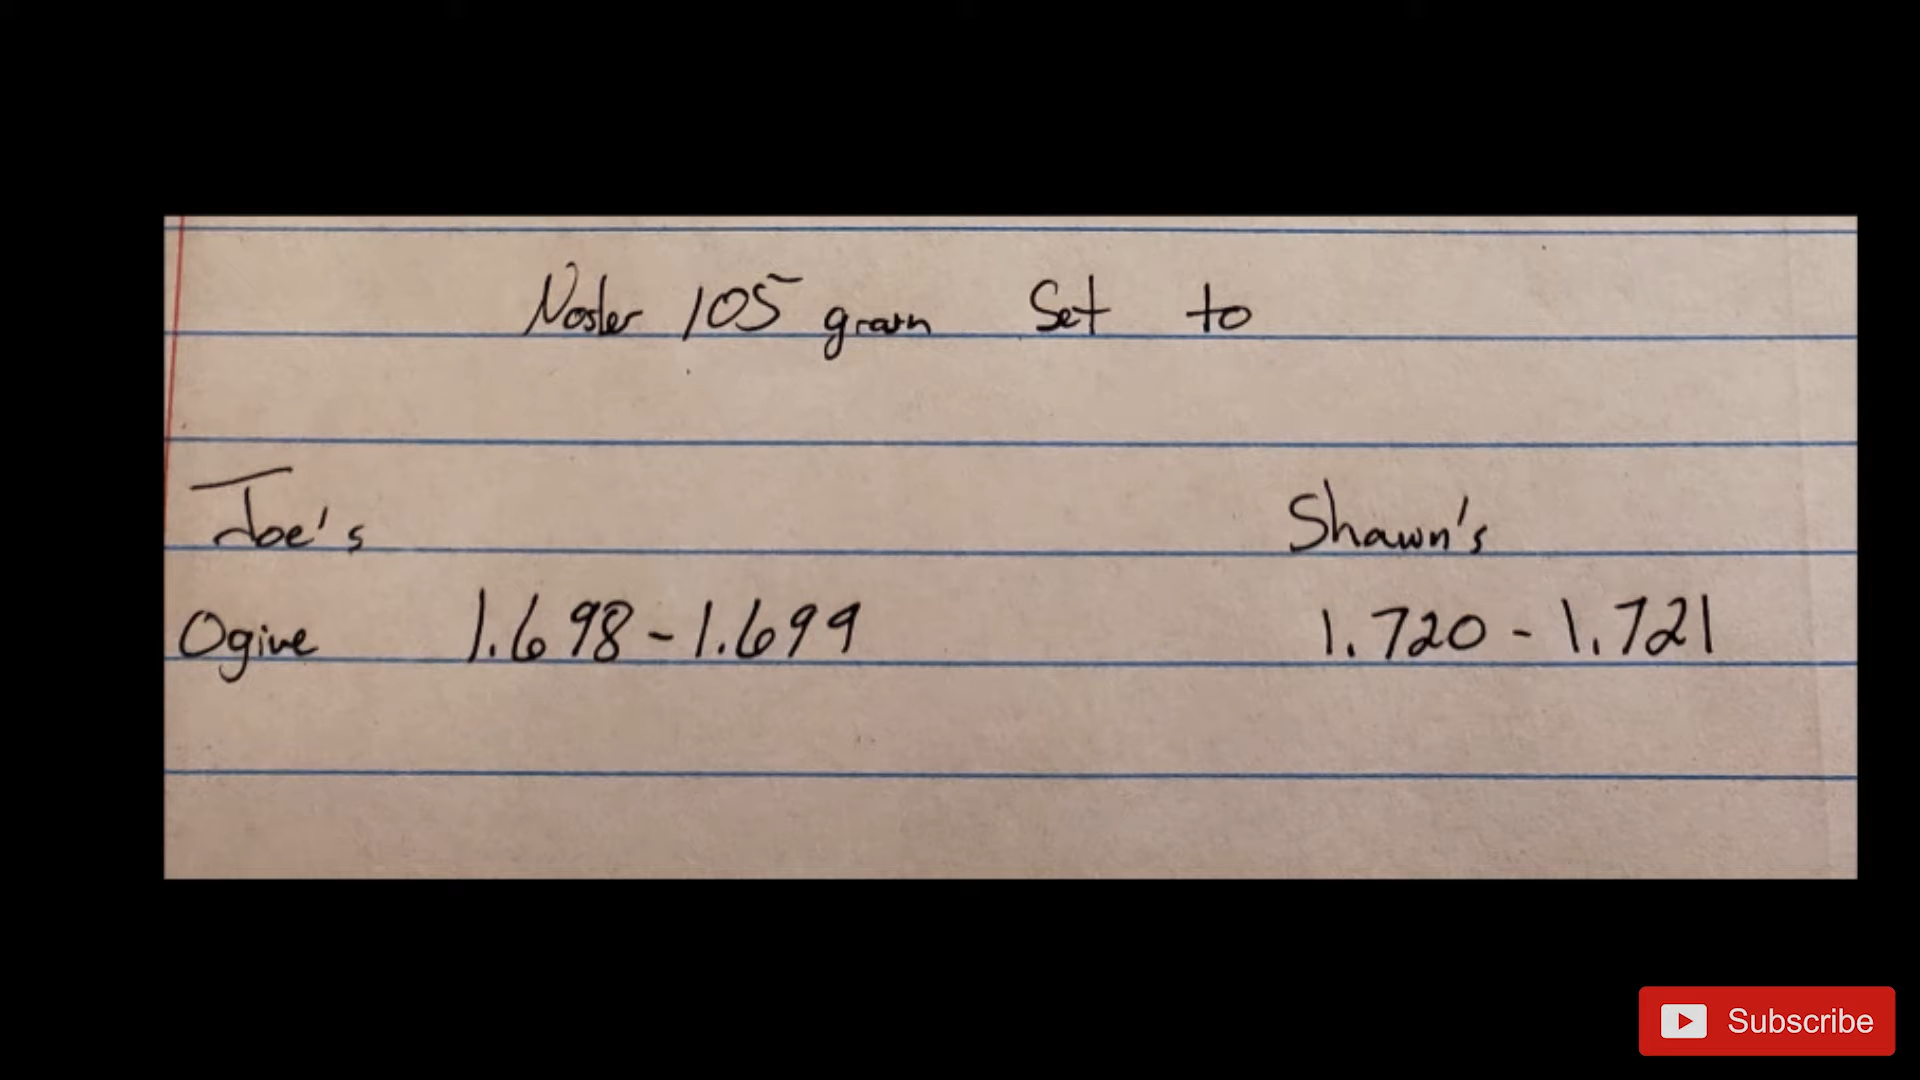 Nosler 105 grain Set to
Joe's Shawn's
Ogive 1.698-1.699 1.720-1.721
Subscribe